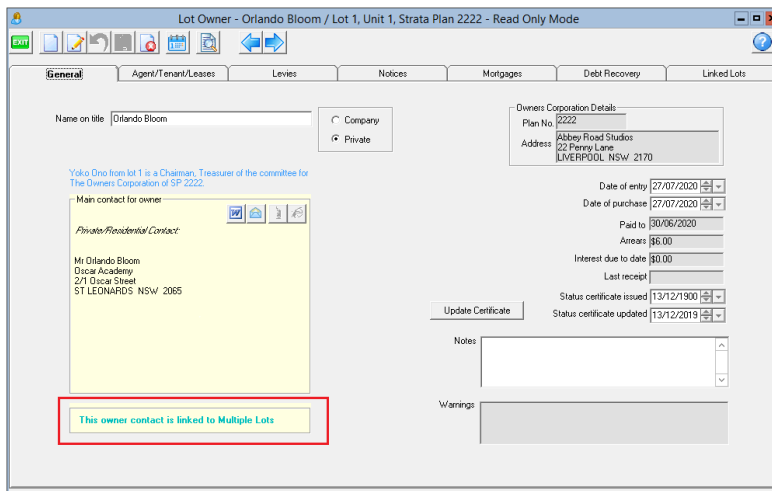 Lot Owner - Orlando Bloom / Lot 1, Unit 1, Strata Plan 2222 - Read Only Mode
EXIT
General
Agent/Tenant/Leases
Levies
Notices
Mortgages
Debt Recovery
Linked Lots
Name on title Orlando Bloom
Company
Private
Owners Corporation Details
Plan No. 2222
Address Abbey Road Studios
22 Penny Lane
LIVERPOOL NSW 2170
Yoko Ono from lot 1 is a Chairman, Treasurer of the committee for
The Owners Corporation of SP 2222.
Main contact for owner
Private/Residential Contact:
Mr Orlando Bloom
Oscar Academy
2/1 Oscar Street
ST LEONARDS NSW 2065
This owner contact is linked to Multiple Lots
Date of entry 27/07/2020
Date of purchase 27/07/2020
Paid to 30/06/2020
Arrears $6.00
Interest due to date $0.00
Last receipt
Status certificate issued 13/12/1900
Update Certificate
Status certificate updated 13/12/2019
Notes
Warnings